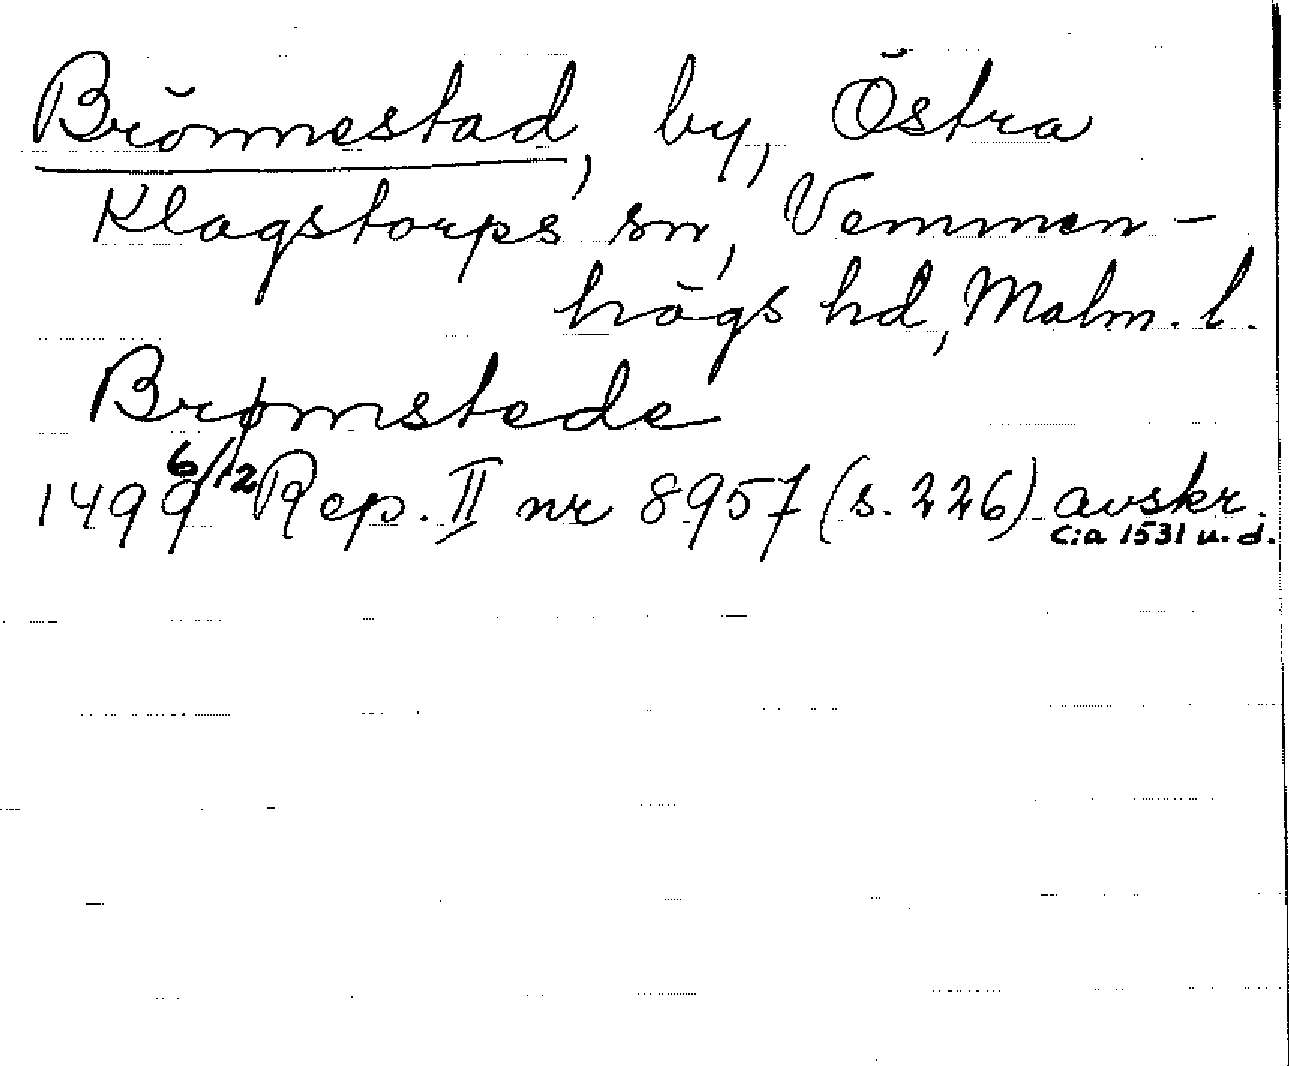 Brönnestad, by, Östra
Klagstorps sn, Vemmen-
högs hd, Malm. l.
Brømstede
1499 6/12 Rep. II nr 8957 (s. 226) avskr.
c:a 1531 u. d.